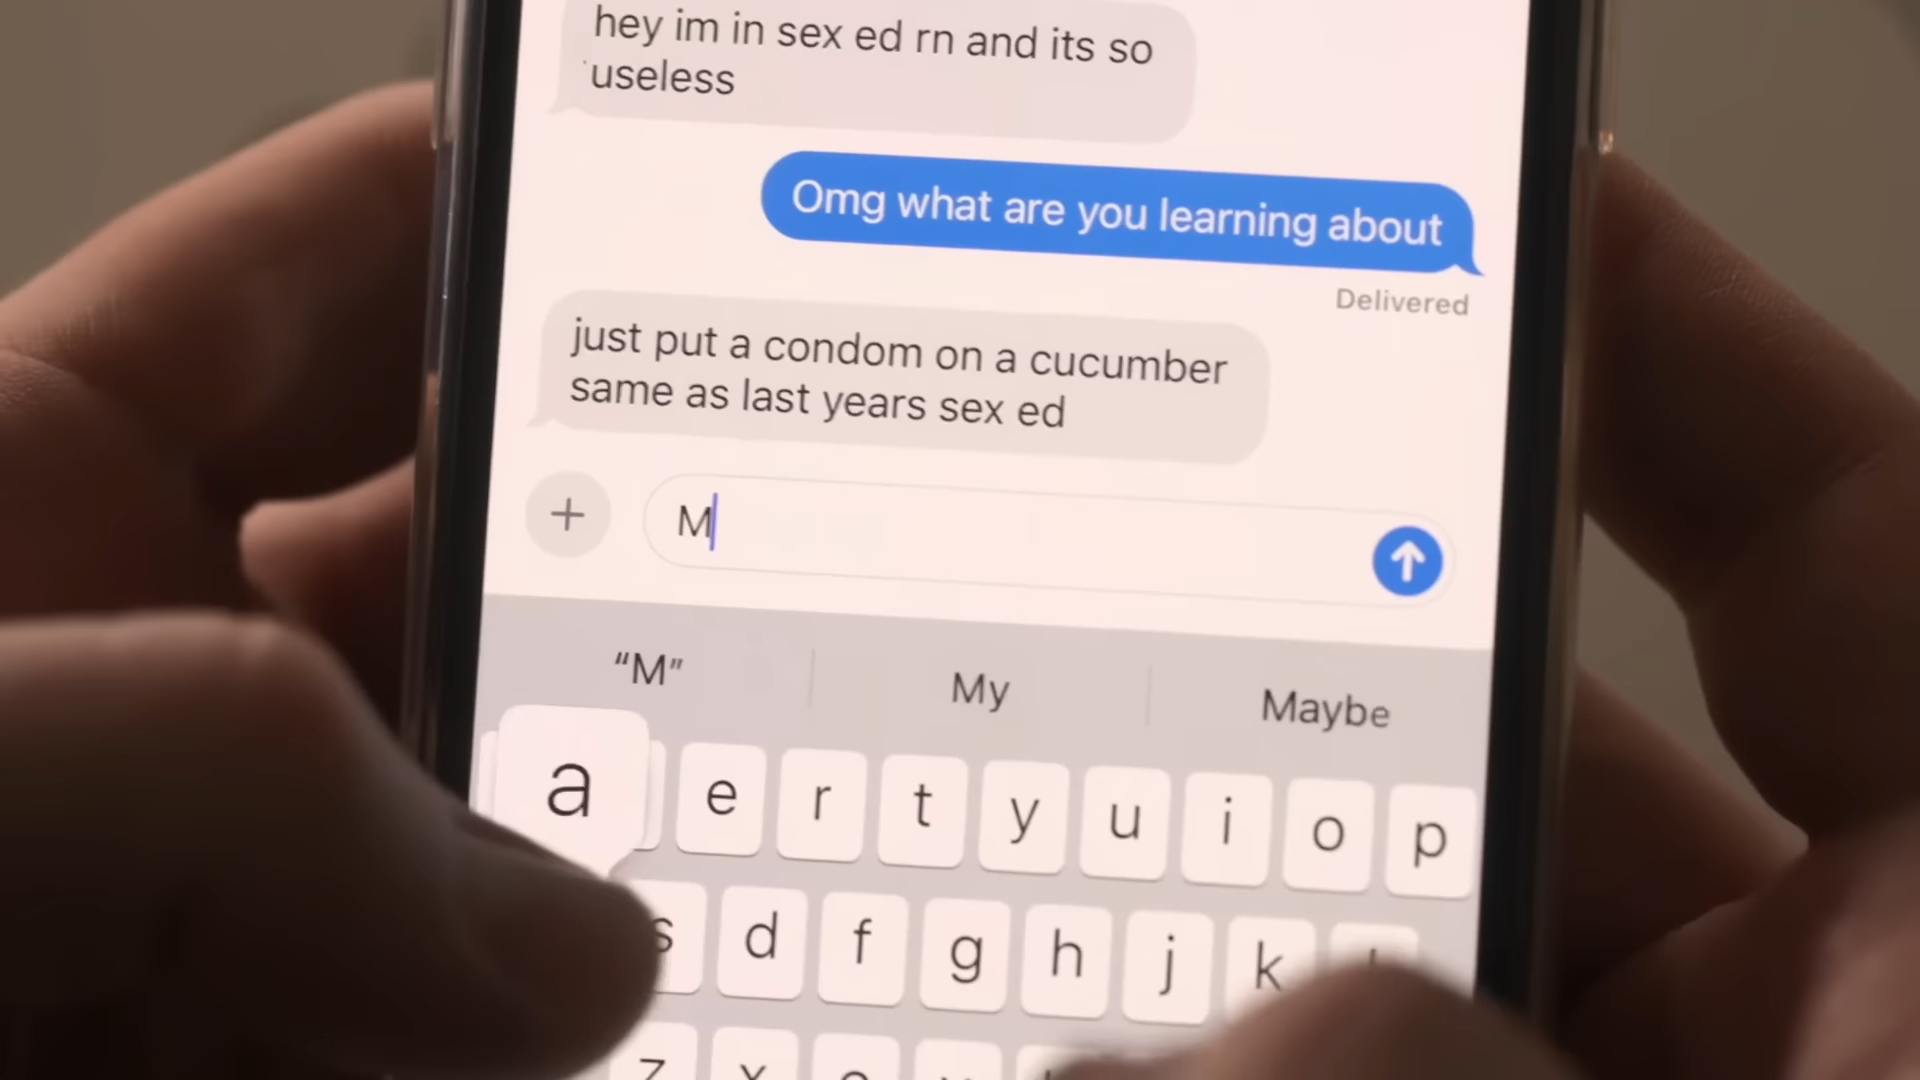 hey im in sex ed rn and its so
useless
Omg what are you learning about
Delivered
just put a condom on a cucumber
same as last years sex ed
M
“M” My Maybe
a e r t y u i o p
s d f g h j k
z x